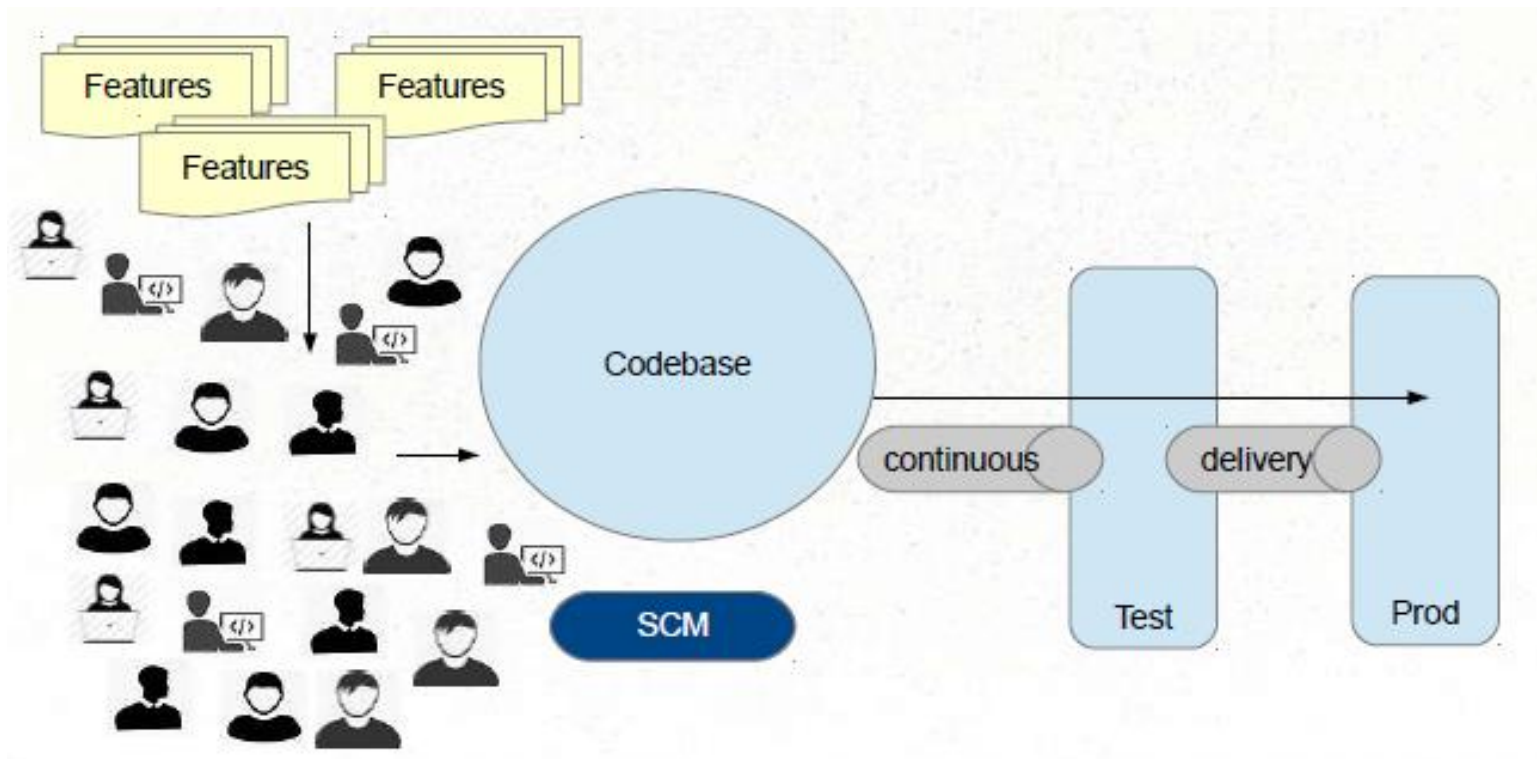 Features
Features
Features
</>
</>
Codebase
continuous
delivery
</>
</>
SCM
Test
Prod